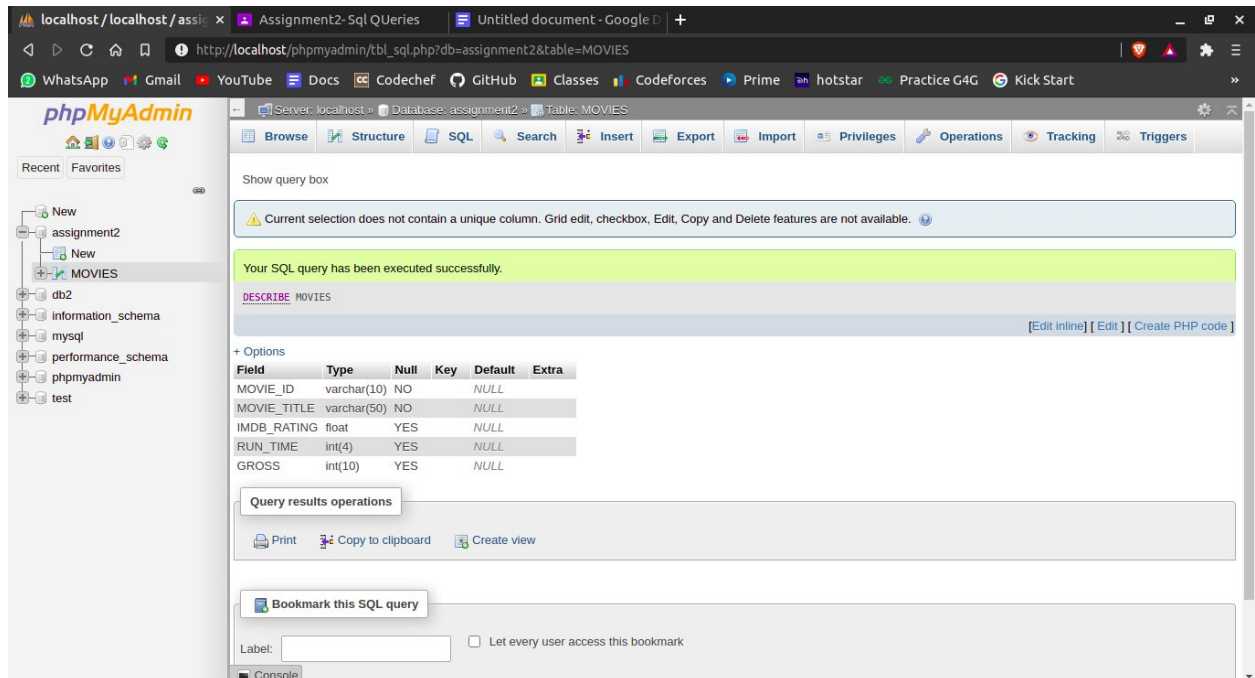 localhost / localhost / assig
Assignment2- Sql QUeries
Untitled document - Google D
http://localhost/phpmyadmin/tbl_sql.php?db=assignment2&table=MOVIES
WhatsApp Gmail YouTube Docs Codechef GitHub Classes Codeforces Prime hotstar Practice G4G Kick Start »
phpMyAdmin
Recent Favorites
New
assignment2
New
MOVIES
db2
information_schema
mysql
performance_schema
phpmyadmin
test
Server: localhost » Database: assignment2 » Table: MOVIES
Browse Structure SQL Search Insert Export Import Privileges Operations Tracking Triggers
Show query box
Current selection does not contain a unique column. Grid edit, checkbox, Edit, Copy and Delete features are not available.
Your SQL query has been executed successfully.
DESCRIBE MOVIES
[Edit inline] [ Edit ] [ Create PHP code ]
+ Options
Field Type Null Key Default Extra
MOVIE_ID varchar(10) NO NULL
MOVIE_TITLE varchar(50) NO NULL
IMDB_RATING float YES NULL
RUN_TIME int(4) YES NULL
GROSS int(10) YES NULL
Query results operations
Print Copy to clipboard Create view
Bookmark this SQL query
Label: Let every user access this bookmark
Console